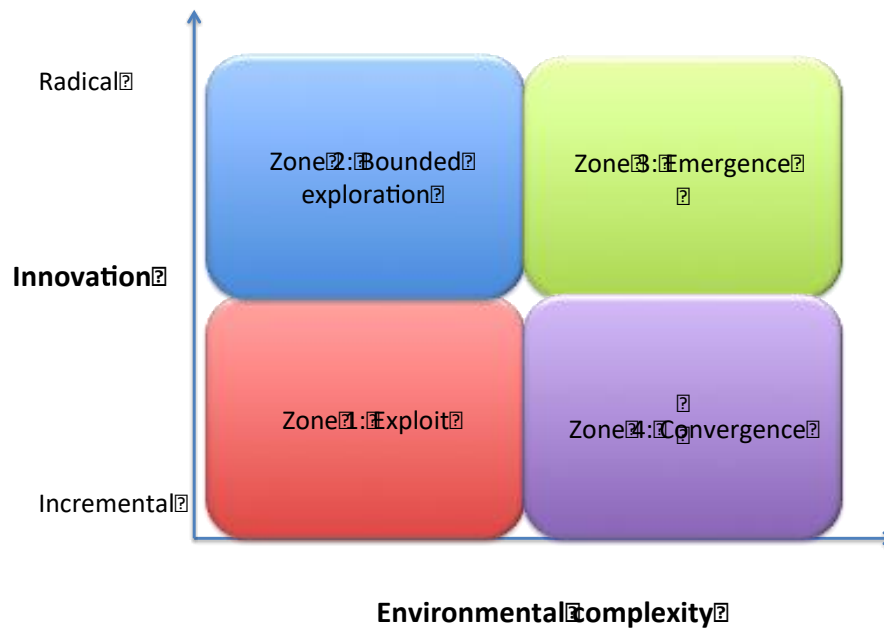 Radical
Zone 2: Bounded
exploration
Zone 3: Emergence
Innovation
Zone 1: Exploit
Zone 4: Convergence
Incremental
Environmental complexity